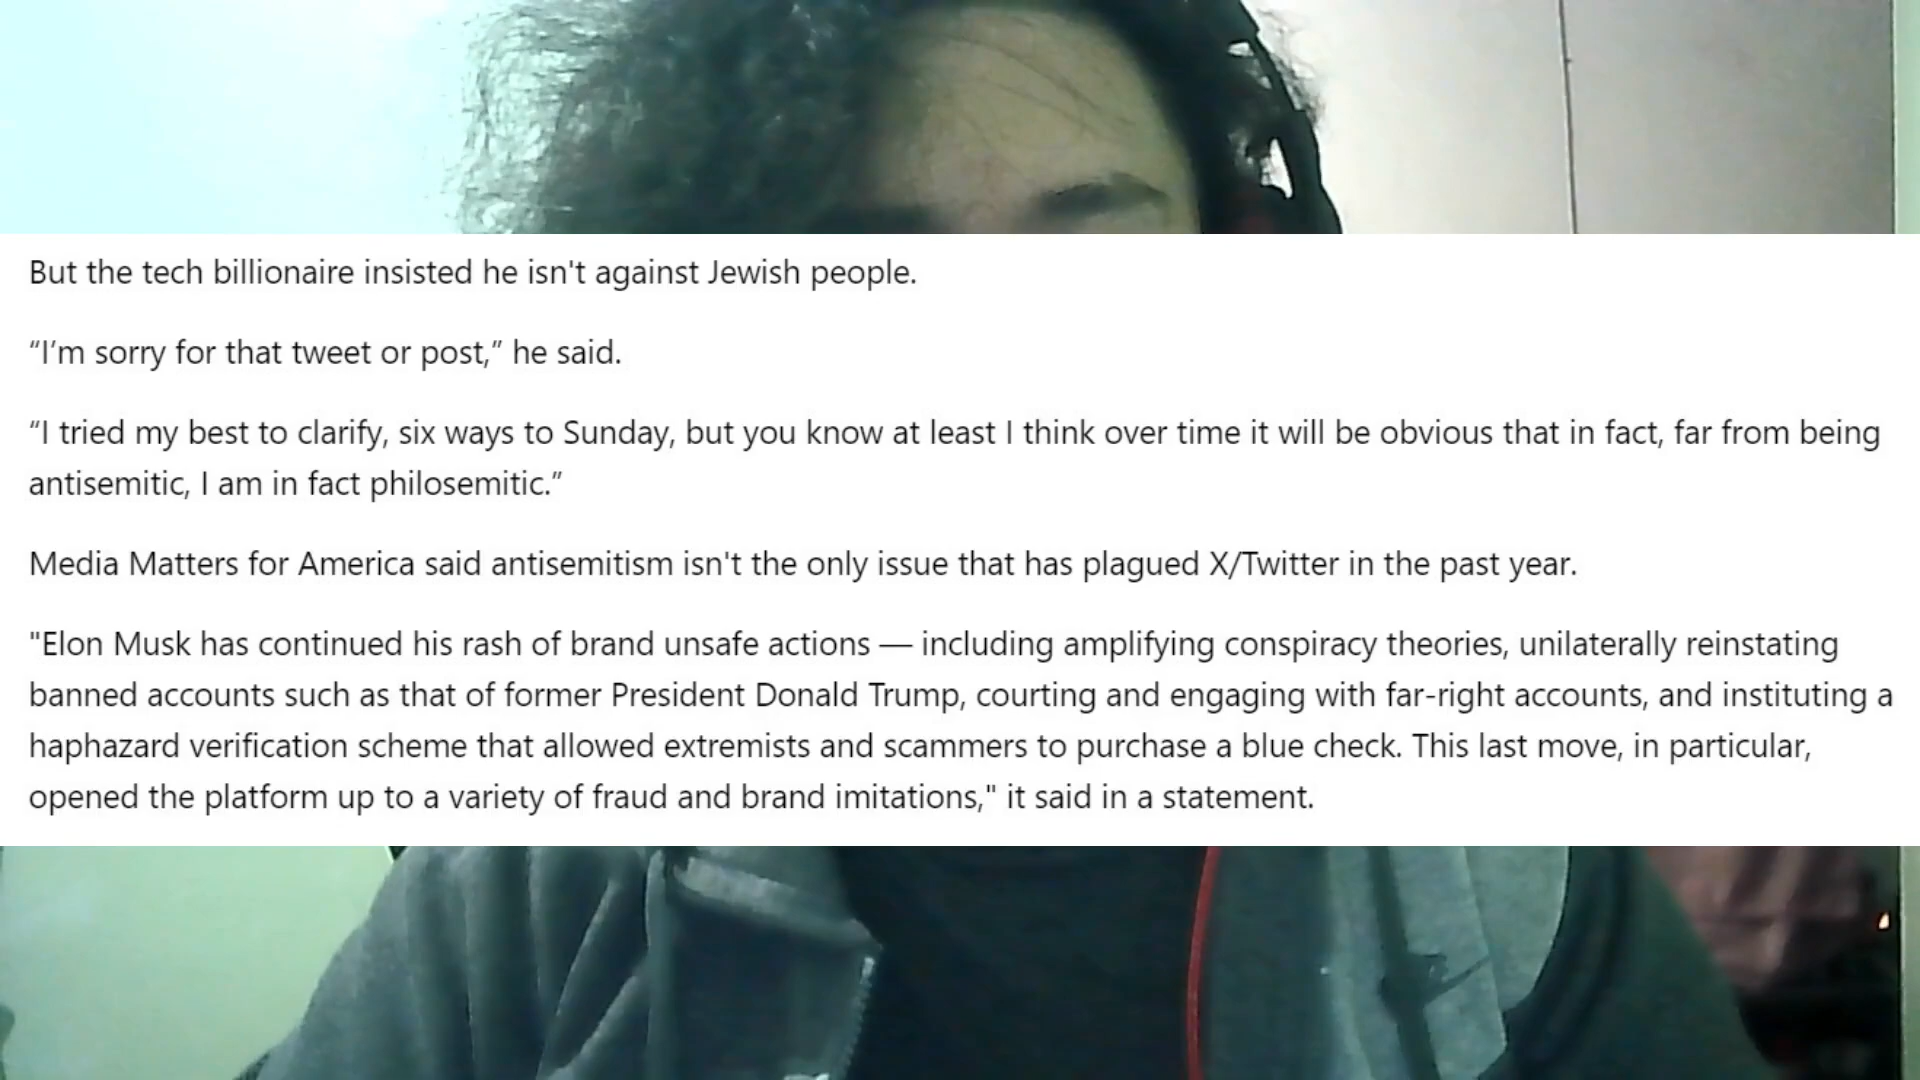 But the tech billionaire insisted he isn't against Jewish people.
“I’m sorry for that tweet or post,” he said.
“I tried my best to clarify, six ways to Sunday, but you know at least I think over time it will be obvious that in fact, far from being
antisemitic, I am in fact philosemitic.”
Media Matters for America said antisemitism isn't the only issue that has plagued X/Twitter in the past year.
"Elon Musk has continued his rash of brand unsafe actions — including amplifying conspiracy theories, unilaterally reinstating
banned accounts such as that of former President Donald Trump, courting and engaging with far-right accounts, and instituting a
haphazard verification scheme that allowed extremists and scammers to purchase a blue check. This last move, in particular,
opened the platform up to a variety of fraud and brand imitations," it said in a statement.